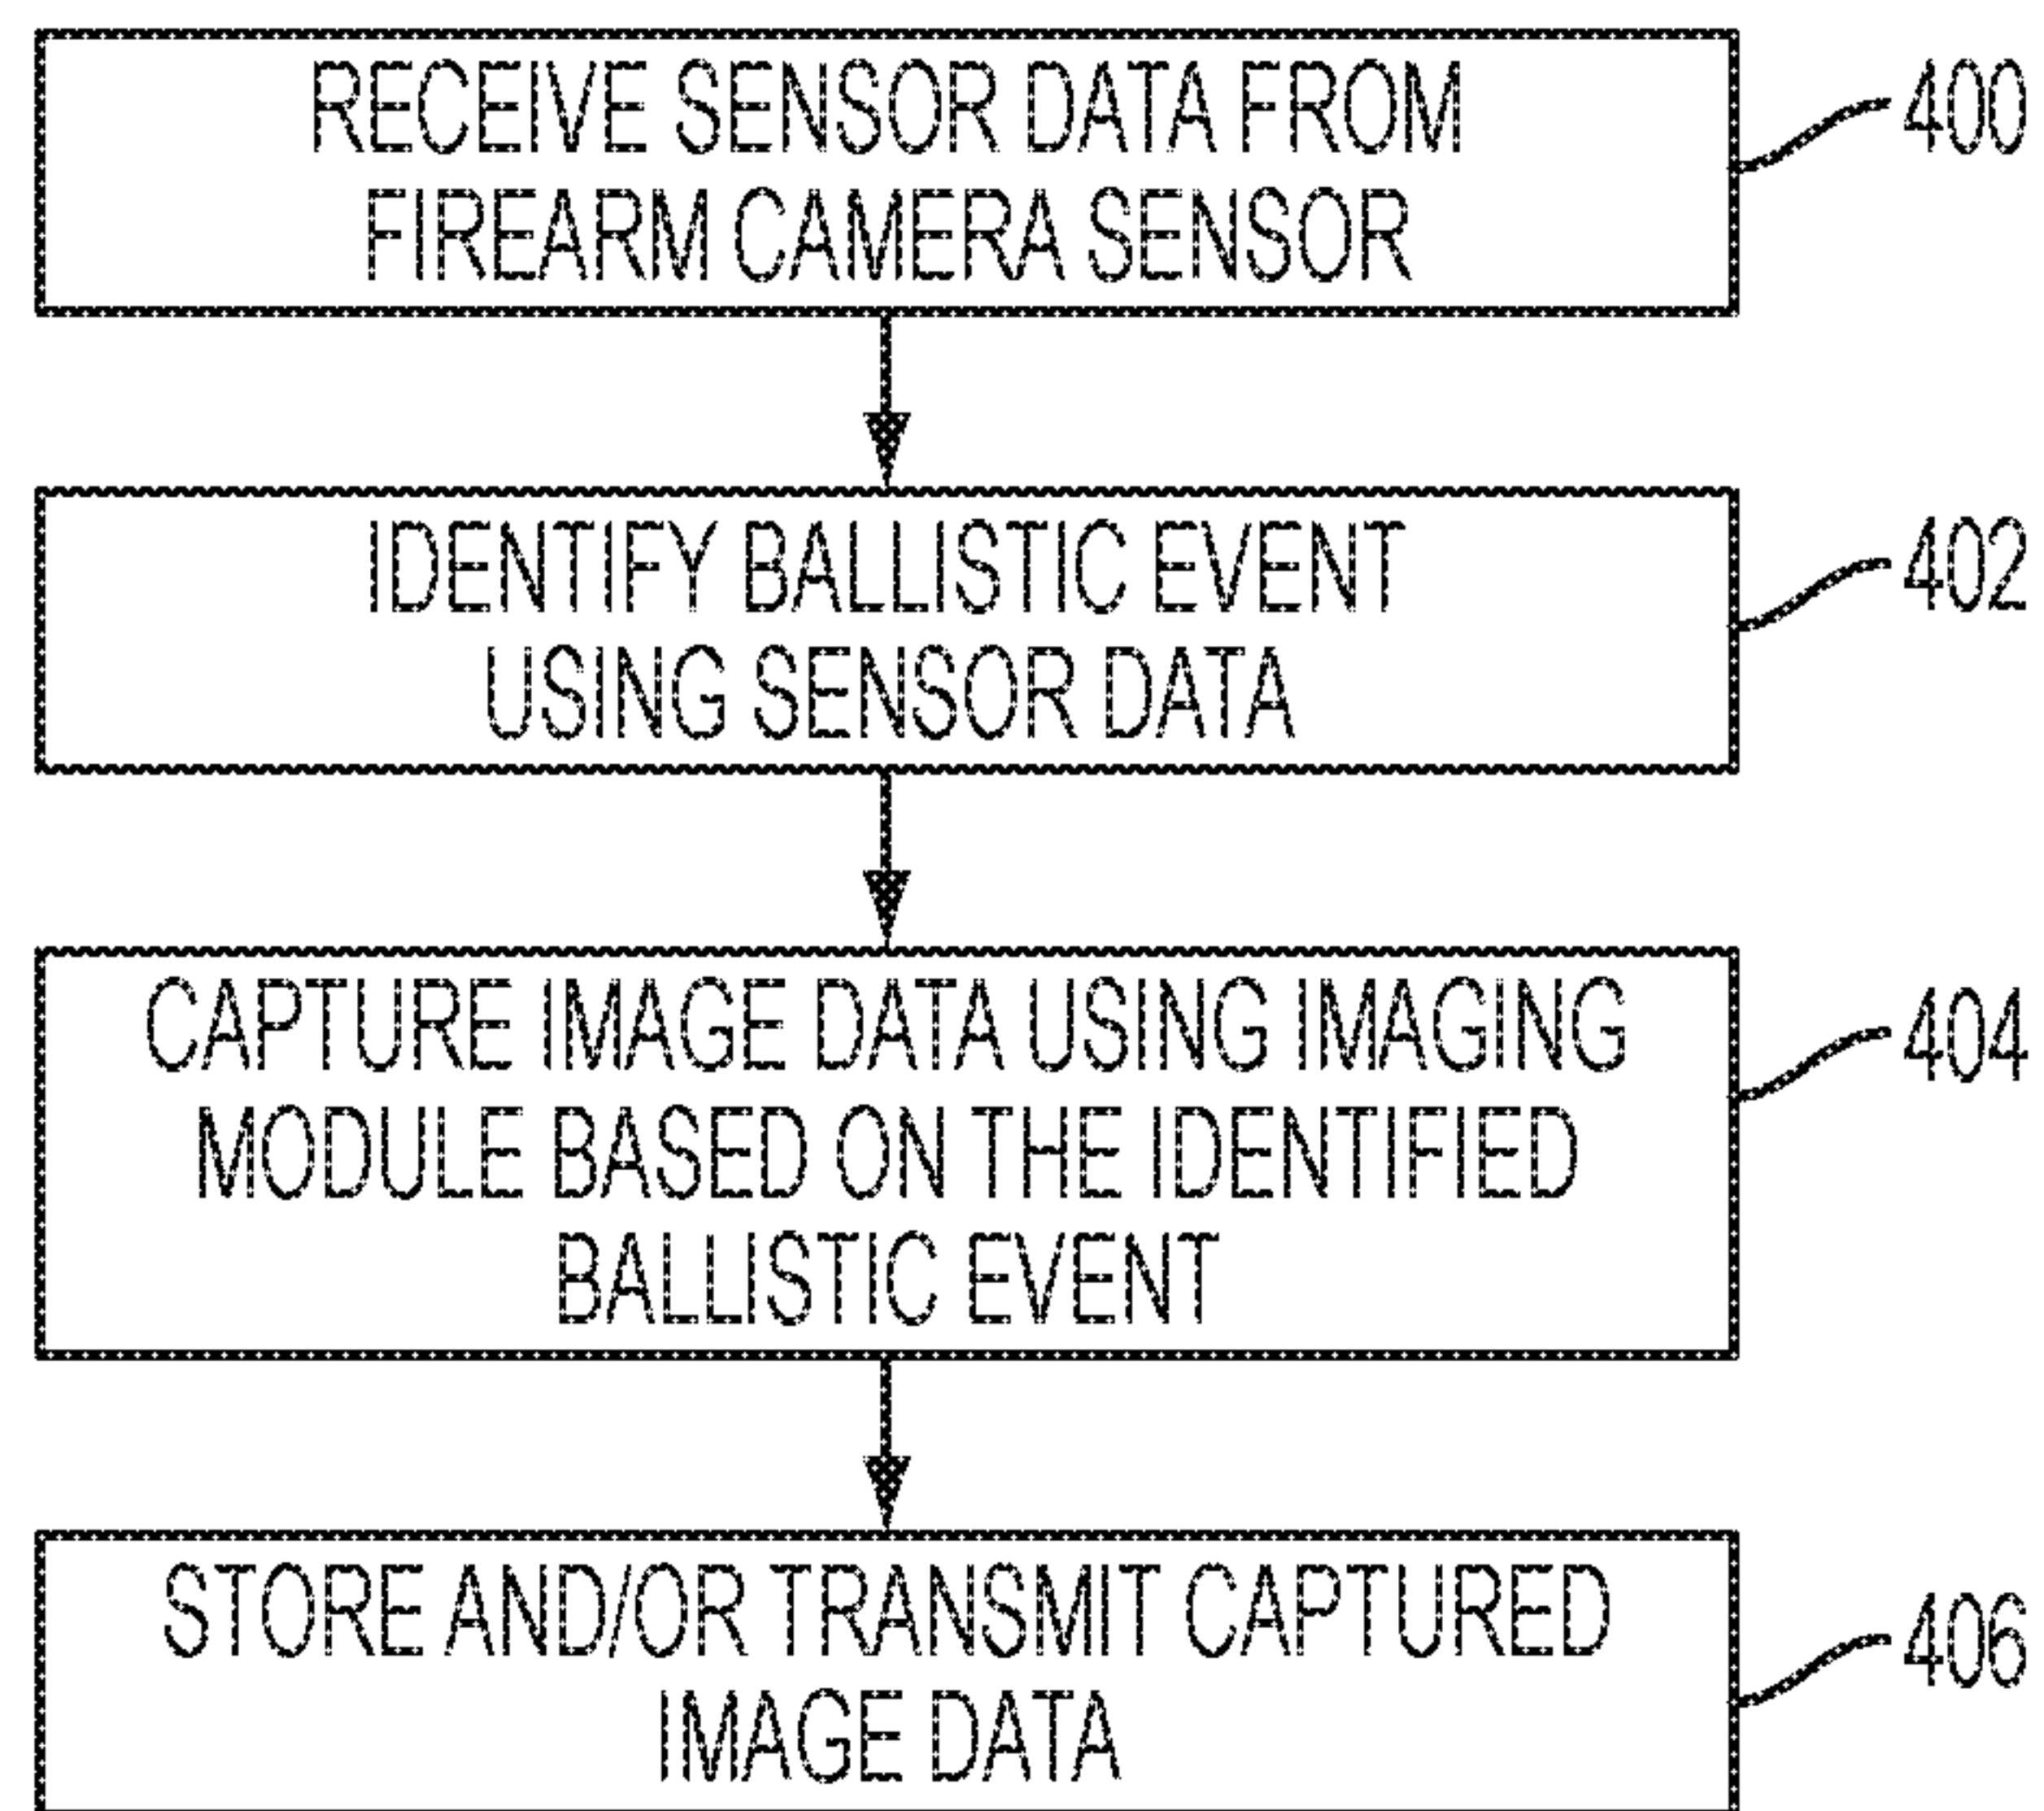 RECEIVE SENSOR DATA FROM
FIREARM CAMERA SENSOR
400
IDENTIFY BALLISTIC EVENT
USING SENSOR DATA
402
CAPTURE IMAGE DATA USING IMAGING
MODULE BASED ON THE IDENTIFIED
BALLISTIC EVENT
404
STORE AND/OR TRANSMIT CAPTURED
IMAGE DATA
406